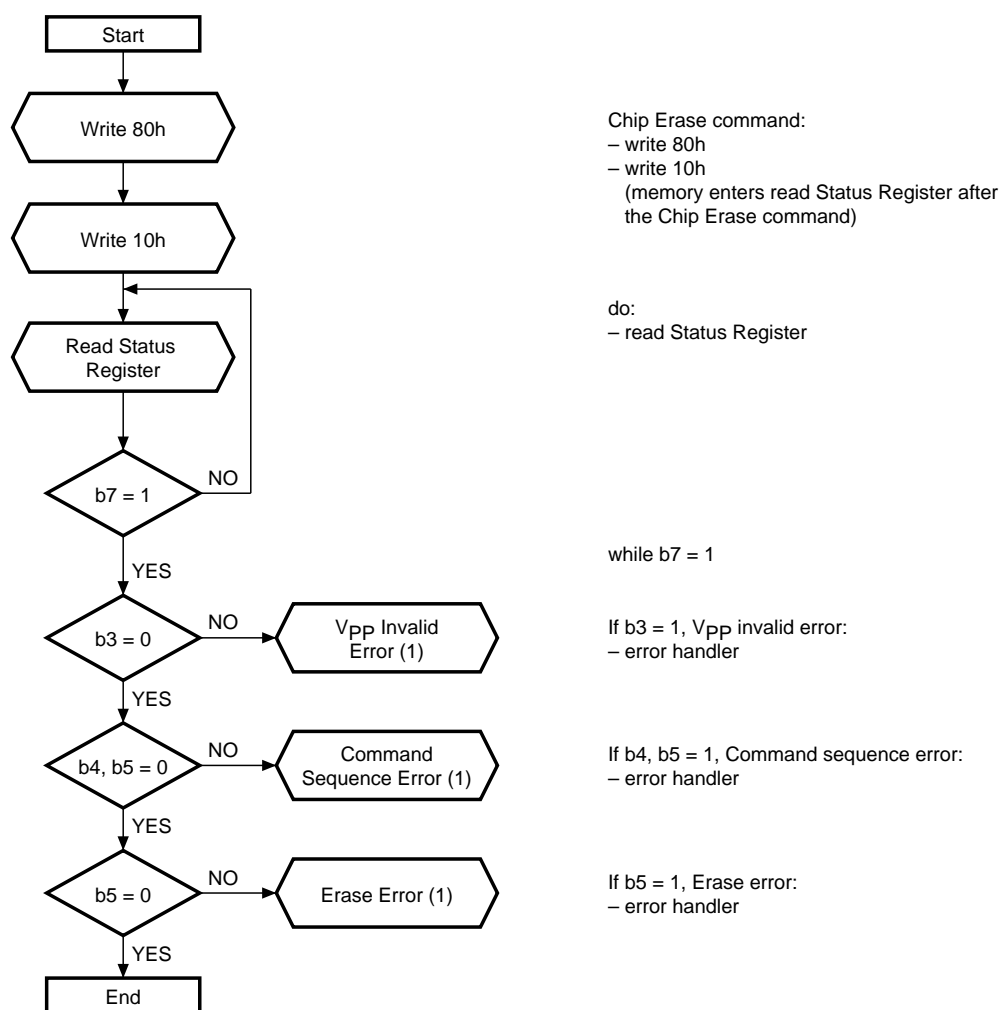 Start
Write 80h
Chip Erase command:
– write 80h
– write 10h
(memory enters read Status Register after
the Chip Erase command)
Write 10h
do:
– read Status Register
Read Status
Register
NO
b7 = 1
while b7 = 1
YES
NO
b3 = 0
VPP Invalid
Error (1)
If b3 = 1, VPP invalid error:
– error handler
YES
NO
b4, b5 = 0
Command
Sequence Error (1)
If b4, b5 = 1, Command sequence error:
– error handler
YES
NO
b5 = 0
Erase Error (1)
If b5 = 1, Erase error:
– error handler
YES
End